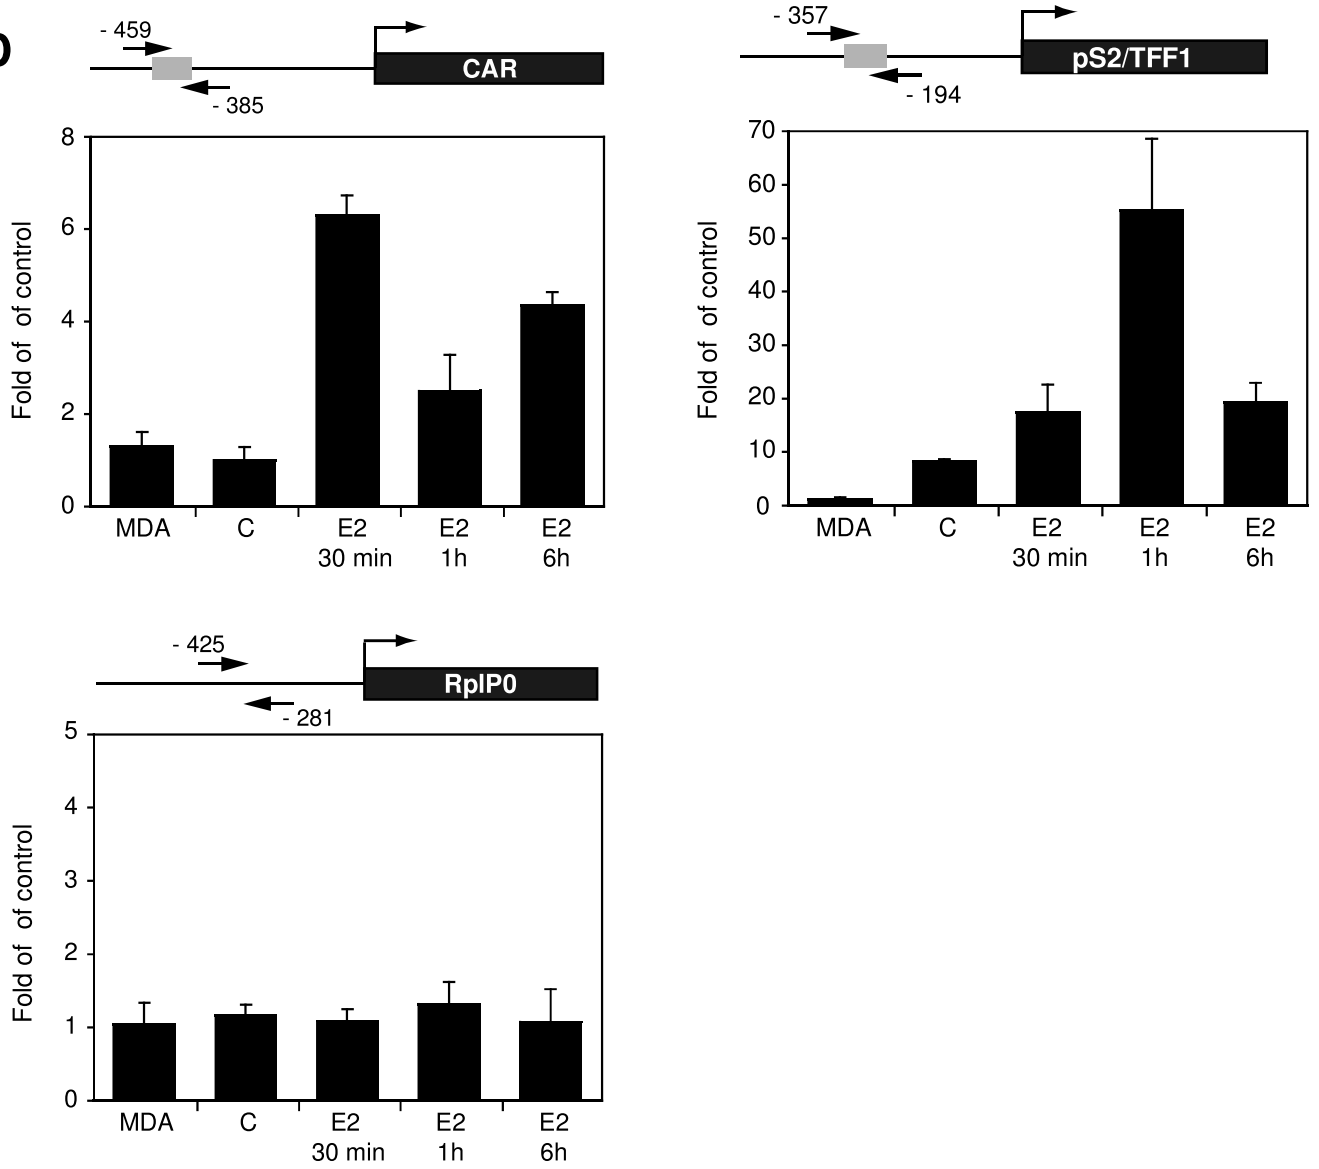 D
- 459
CAR
- 385
Fold of of control
8
6
4
2
0
MDA C E2 E2 E2
30 min 1h 6h
- 357
pS2/TFF1
- 194
Fold of of control
70
60
50
40
30
20
10
0
MDA C E2 E2 E2
30 min 1h 6h
- 425
RplP0
- 281
Fold of of control
5
4
3
2
1
0
MDA C E2 E2 E2
30 min 1h 6h